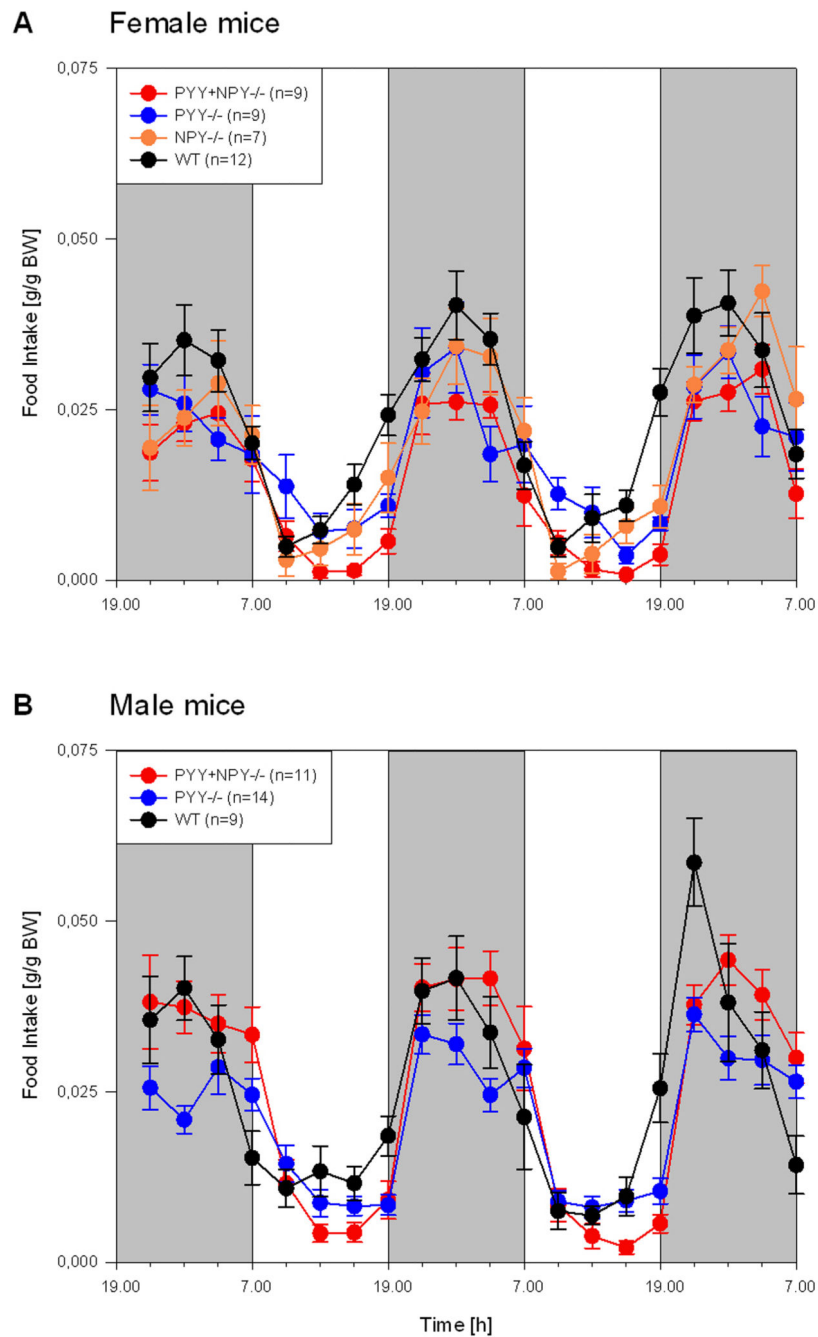 A Female mice
0,075
PYY+NPY-/- (n=9)
PYY-/- (n=9)
NPY-/- (n=7)
WT (n=12)
0,050
Food Intake [g/g BW]
0,025
0,000
19.00 7.00 19.00 7.00 19.00 7.00
B Male mice
0,075
PYY+NPY-/- (n=11)
PYY-/- (n=14)
WT (n=9)
0,050
Food Intake [g/g BW]
0,025
0,000
19.00 7.00 19.00 7.00 19.00 7.00
Time [h]